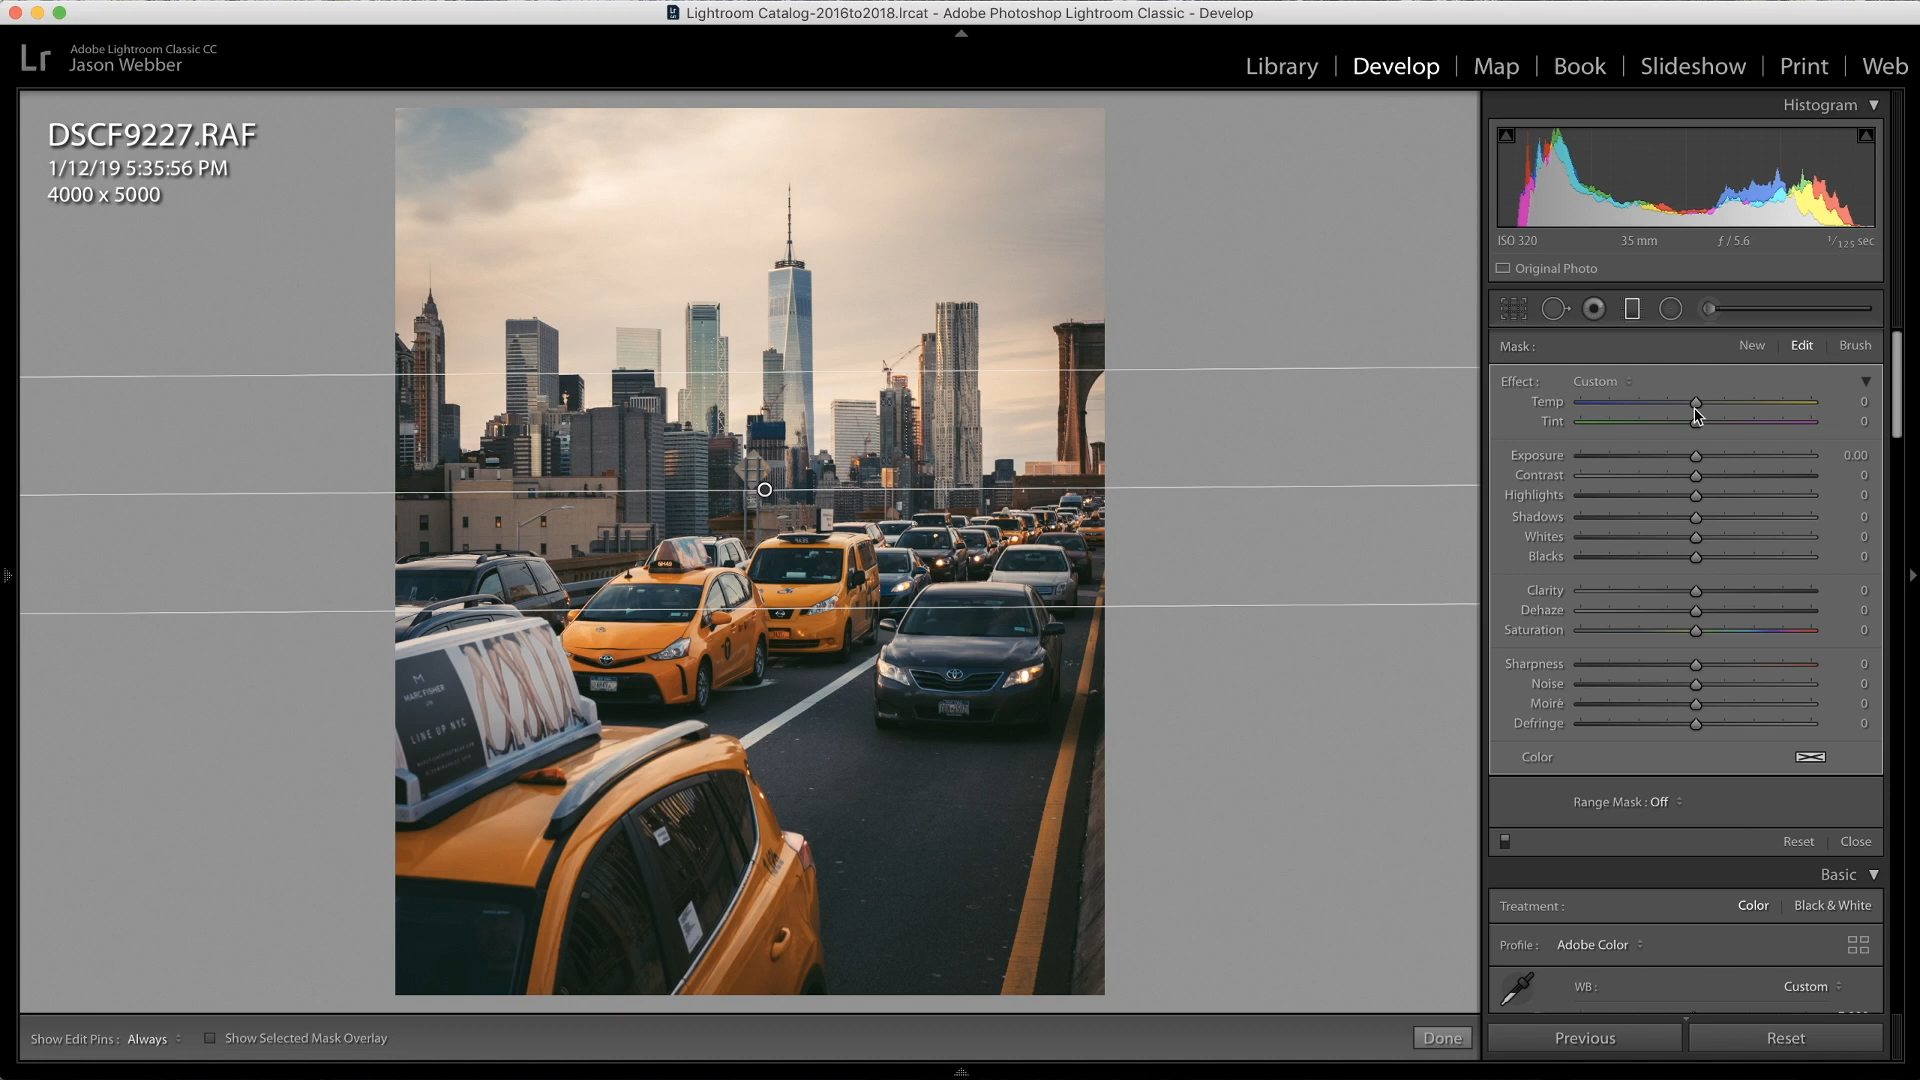 Lightroom Catalog-2016to2018.lrcat - Adobe Photoshop Lightroom Classic - Develop
Lr
Adobe Lightroom Classic CC
Jason Webber
Library | Develop | Map | Book | Slideshow | Print | Web
DSCF9227.RAF
1/12/19 5:35:56 PM
4000 x 5000
MARC FISHER
LINE UP NYC
Histogram
ISO 320 35 mm ƒ / 5.6 1/125 sec
Original Photo
Mask : New Edit Brush
Effect : Custom
Temp 0
Tint 0
Exposure 0.00
Contrast 0
Highlights 0
Shadows 0
Whites 0
Blacks 0
Clarity 0
Dehaze 0
Saturation 0
Sharpness 0
Noise 0
Moiré 0
Defringe 0
Color
Range Mask : Off
Reset Close
Basic
Treatment : Color Black & White
Profile : Adobe Color
WB : Custom
Previous Reset
Show Edit Pins : Always Show Selected Mask Overlay Done